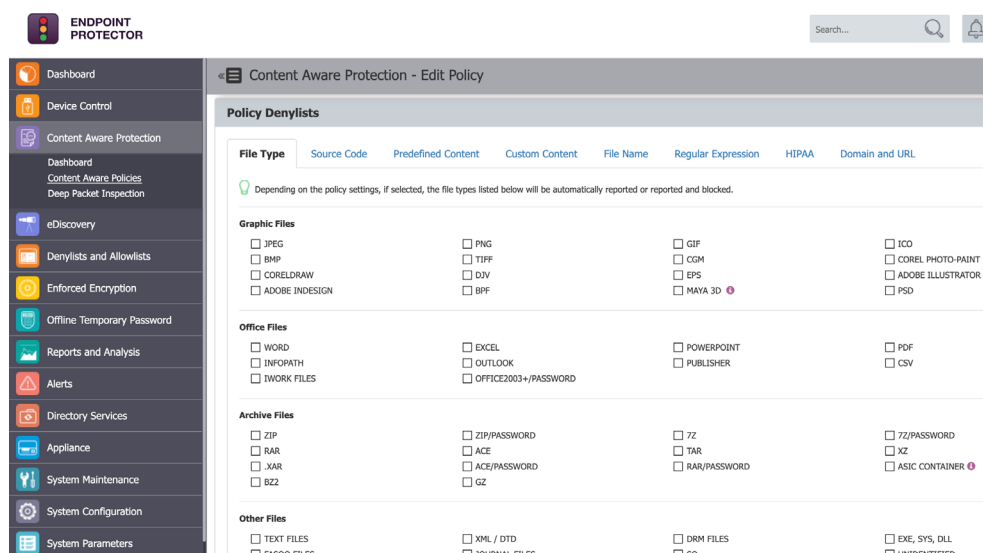 ENDPOINT
PROTECTOR
Search...
Dashboard
Device Control
Content Aware Protection
Dashboard
Content Aware Policies
Deep Packet Inspection
eDiscovery
Denylists and Allowlists
Enforced Encryption
Offline Temporary Password
Reports and Analysis
Alerts
Directory Services
Appliance
System Maintenance
System Configuration
System Parameters
« Content Aware Protection - Edit Policy
Policy Denylists
File Type Source Code Predefined Content Custom Content File Name Regular Expression HIPAA Domain and URL
Depending on the policy settings, if selected, the file types listed below will be automatically reported or reported and blocked.
Graphic Files
JPEG PNG GIF ICO
BMP TIFF CGM COREL PHOTO-PAINT
CORELDRAW DJV EPS ADOBE ILLUSTRATOR
ADOBE INDESIGN BPF MAYA 3D PSD
Office Files
WORD EXCEL POWERPOINT PDF
INFOPATH OUTLOOK PUBLISHER CSV
IWORK FILES OFFICE2003+/PASSWORD
Archive Files
ZIP ZIP/PASSWORD 7Z 7Z/PASSWORD
RAR ACE TAR XZ
.XAR ACE/PASSWORD RAR/PASSWORD ASIC CONTAINER
BZ2 GZ
Other Files
TEXT FILES XML / DTD DRM FILES EXE, SYS, DLL